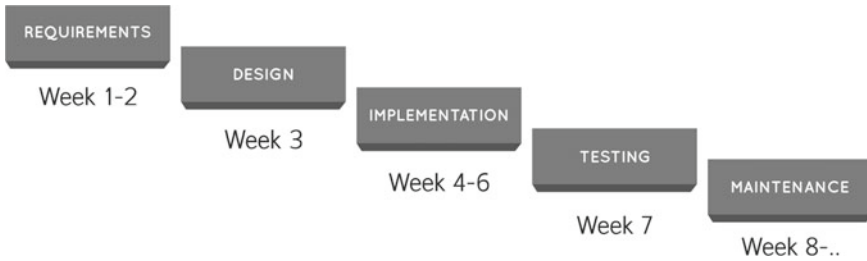 REQUIREMENTS
Week 1-2
DESIGN
Week 3
IMPLEMENTATION
Week 4-6
TESTING
Week 7
MAINTENANCE
Week 8-..